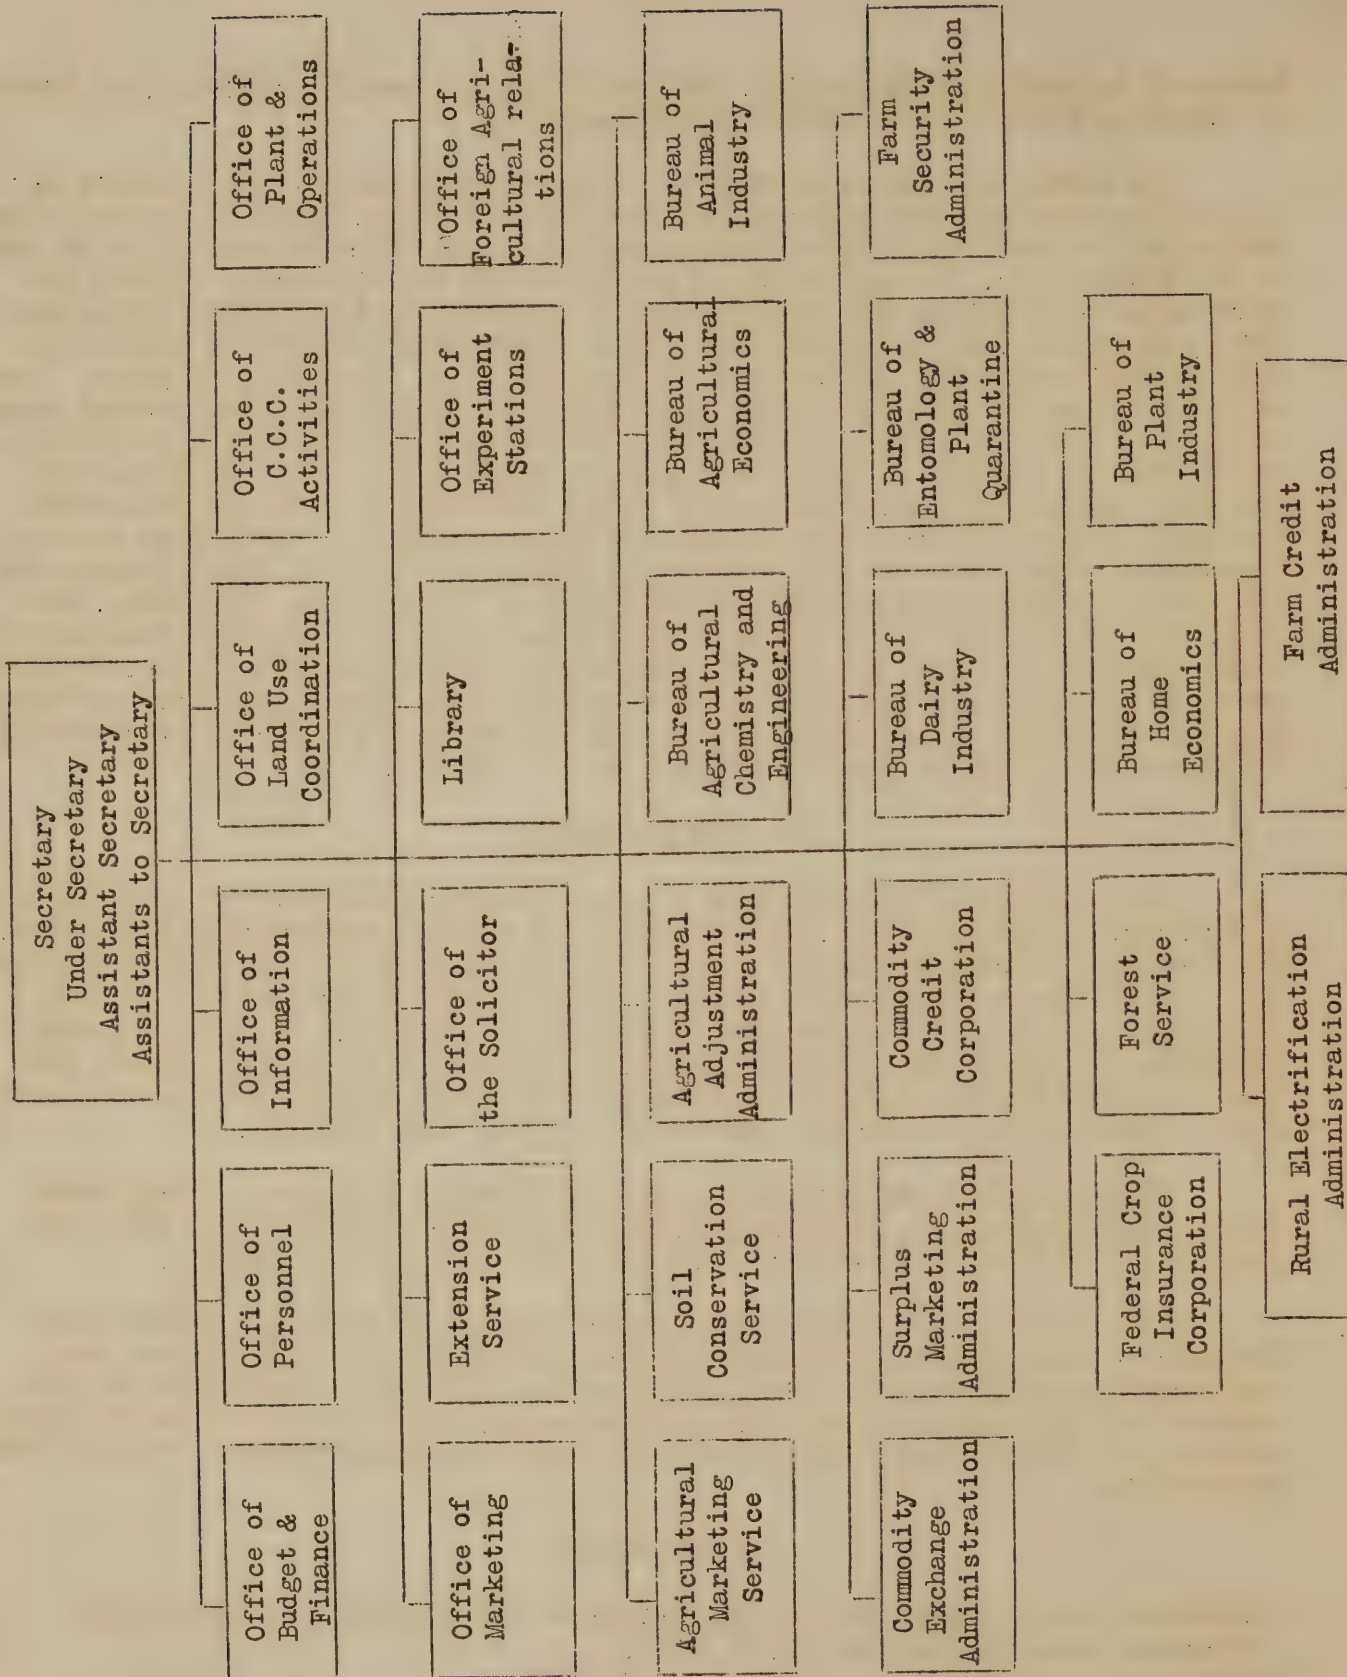 Secretary
Under Secretary
Assistant Secretary
Assistants to Secretary
Office of
Budget &
Finance
Office of
Personnel
Office of
Information
Office of
Land Use
Coordination
Office of
C.C.C.
Activities
Office of
Plant &
Operations
Office of
Marketing
Extension
Service
Office of
the Solicitor
Library
Office of
Experiment
Stations
Office of
Foreign Agri-
cultural rela-
tions
Agricultural
Marketing
Service
Soil
Conservation
Service
Agricultural
Adjustment
Administration
Bureau of
Agricultural
Chemistry and
Engineering
Bureau of
Agricultural
Economics
Bureau of
Animal
Industry
Commodity
Exchange
Administration
Surplus
Marketing
Administration
Commodity
Credit
Corporation
Bureau of
Dairy
Industry
Bureau of
Entomology &
Plant
Quarantine
Farm
Security
Administration
Federal Crop
Insurance
Corporation
Forest
Service
Bureau of
Home
Economics
Bureau of
Plant
Industry
Rural Electrification
Administration
Farm Credit
Administration